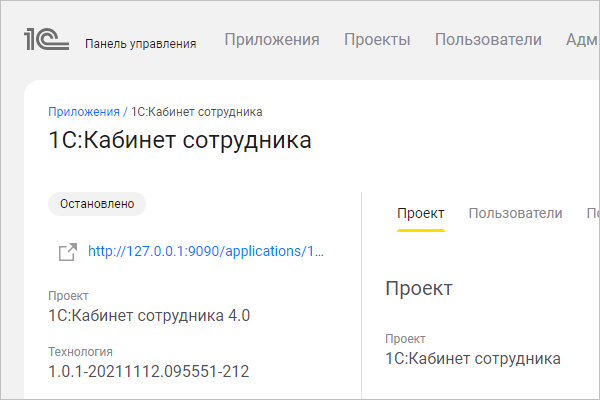 1С Панель управления Приложения Проекты Пользователи Адм
Приложения / 1С:Кабинет сотрудника
1С:Кабинет сотрудника
Остановлено
http://127.0.0.1:9090/applications/1...
Проект
1С:Кабинет сотрудника 4.0
Технология
1.0.1-20211112.095551-212
Проект Пользователи По
Проект
Проект
1С:Кабинет сотрудника